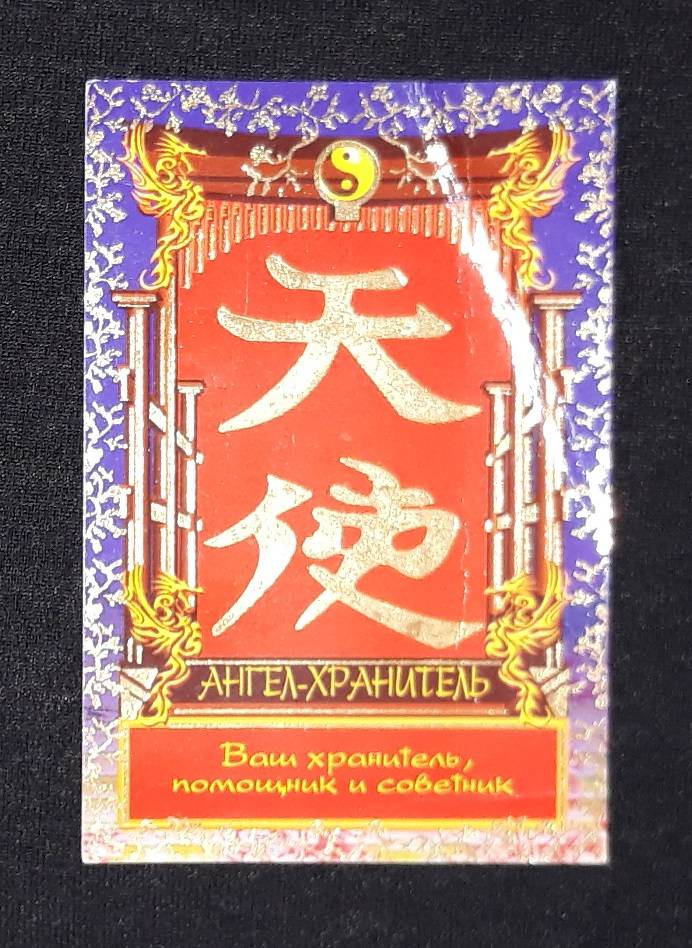 天
使
АНГЕЛ-ХРАНИТЕЛЬ
Ваш хранитель,
помощник и советник